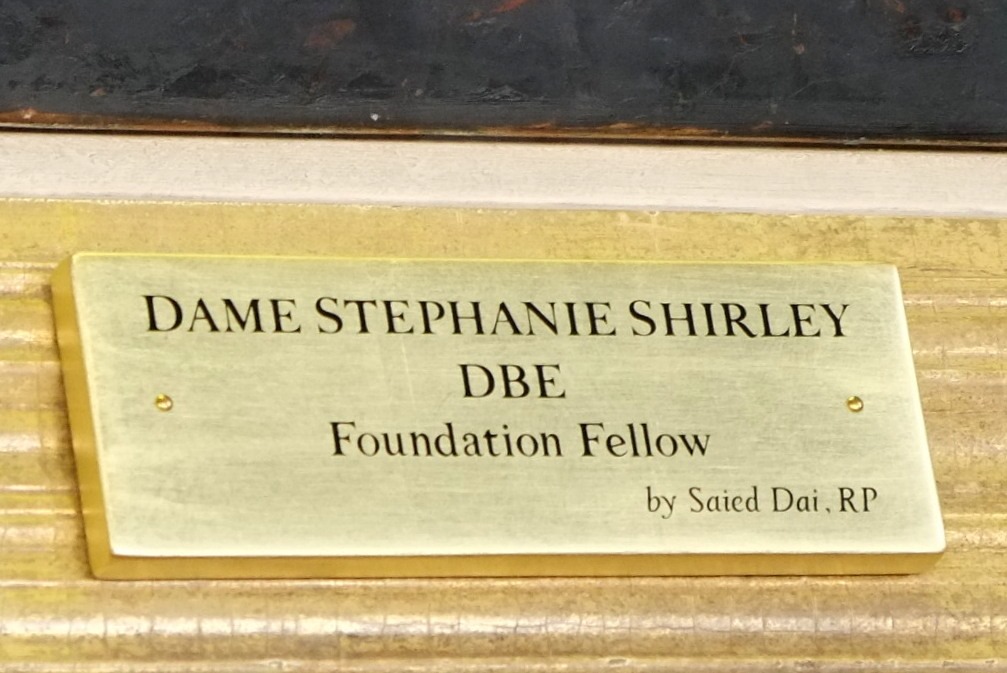 DAME STEPHANIE SHIRLEY
DBE
Foundation Fellow
by Saied Dai, RP